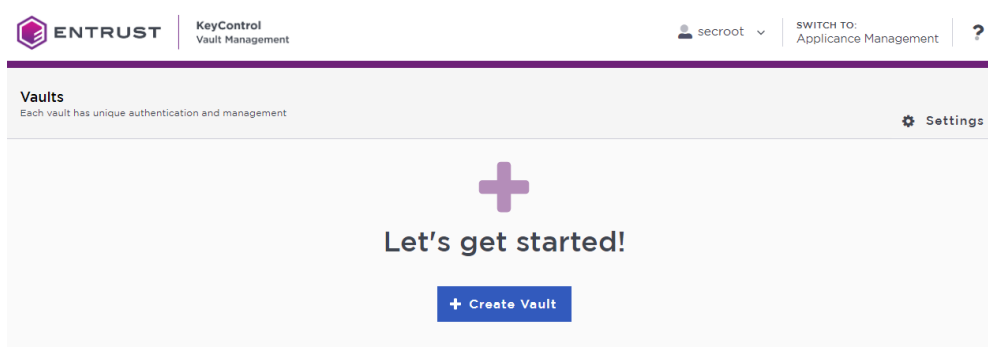 ENTRUST
KeyControl
Vault Management
secroot
SWITCH TO:
Applicance Management
?
Vaults
Each vault has unique authentication and management
Settings
Let's get started!
+ Create Vault